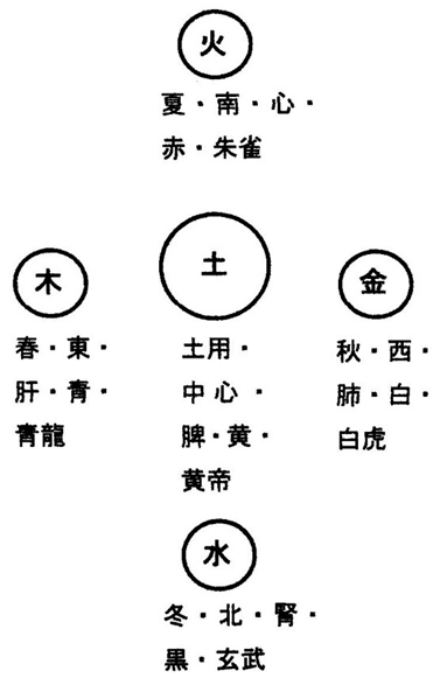 火
夏・南・心・
赤・朱雀
木
春・東・
肝・青・
青龍
土
土用・
中心・
脾・黄・
黄帝
金
秋・西・
肺・白・
白虎
水
冬・北・腎・
黒・玄武